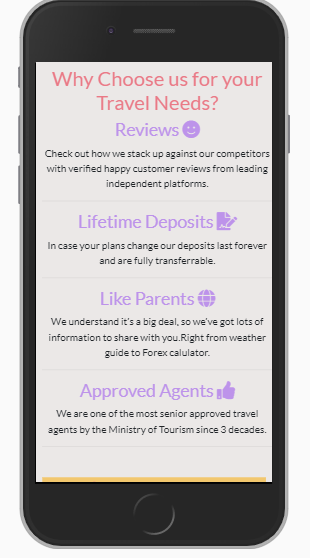 Why Choose us for your
Travel Needs?
Reviews
Check out how we stack up against our competitors
with verified happy customer reviews from leading
independent platforms.
Lifetime Deposits
In case your plans change our deposits last forever
and are fully transferrable.
Like Parents
We understand it's a big deal, so we've got lots of
information to share with you.Right from weather
guide to Forex calulator.
Approved Agents
We are one of the most senior approved travel
agents by the Ministry of Tourism since 3 decades.